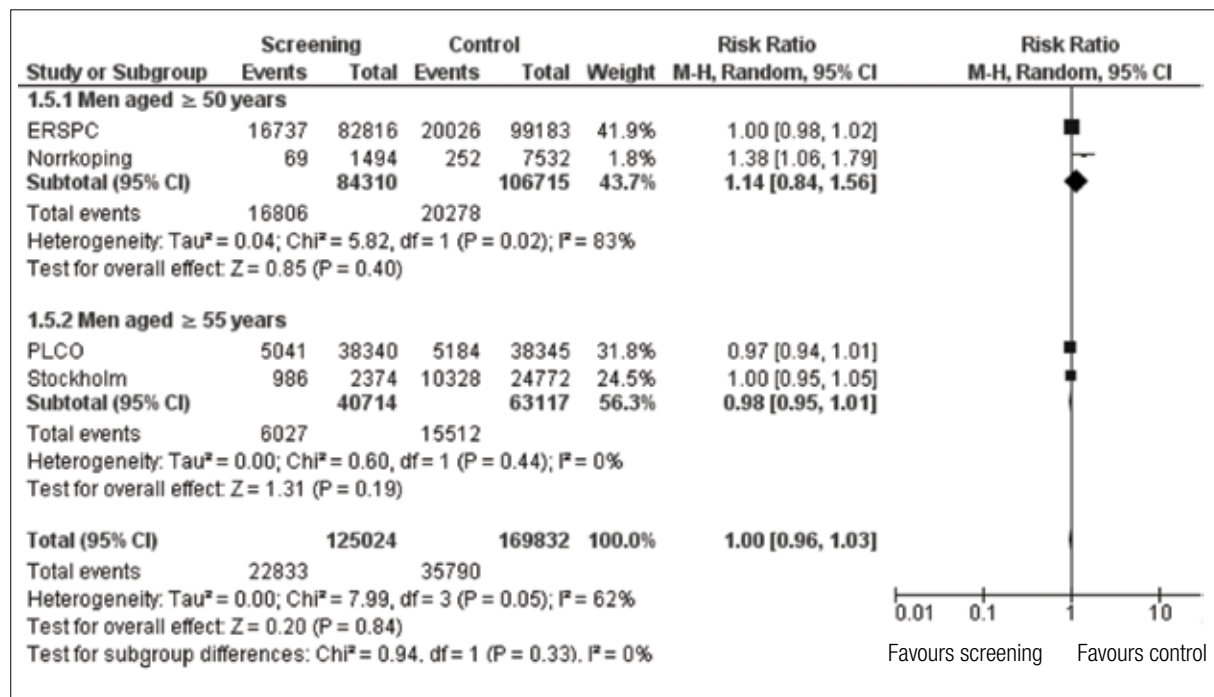 Screening Control Risk Ratio Risk Ratio
Study or Subgroup Events Total Events Total Weight M-H, Random, 95% CI M-H, Random, 95% CI
1.5.1 Men aged ≥ 50 years
ERSPC 16737 82816 20026 99183 41.9% 1.00 [0.98, 1.02]
Norrkoping 69 1494 252 7532 1.8% 1.38 [1.06, 1.79]
Subtotal (95% CI) 84310 106715 43.7% 1.14 [0.84, 1.56]
Total events 16806 20278
Heterogeneity: Tau² = 0.04; Chi² = 5.82, df = 1 (P = 0.02); I² = 83%
Test for overall effect: Z = 0.85 (P = 0.40)
1.5.2 Men aged ≥ 55 years
PLCO 5041 38340 5184 38345 31.8% 0.97 [0.94, 1.01]
Stockholm 986 2374 10328 24772 24.5% 1.00 [0.95, 1.05]
Subtotal (95% CI) 40714 63117 56.3% 0.98 [0.95, 1.01]
Total events 6027 15512
Heterogeneity: Tau² = 0.00; Chi² = 0.60, df = 1 (P = 0.44); I² = 0%
Test for overall effect: Z = 1.31 (P = 0.19)
Total (95% CI) 125024 169832 100.0% 1.00 [0.96, 1.03]
Total events 22833 35790
Heterogeneity: Tau² = 0.00; Chi² = 7.99, df = 3 (P = 0.05); I² = 62%
Test for overall effect: Z = 0.20 (P = 0.84)
Test for subgroup differences: Chi² = 0.94, df = 1 (P = 0.33), I² = 0%
0.01 0.1 1 10
Favours screening Favours control